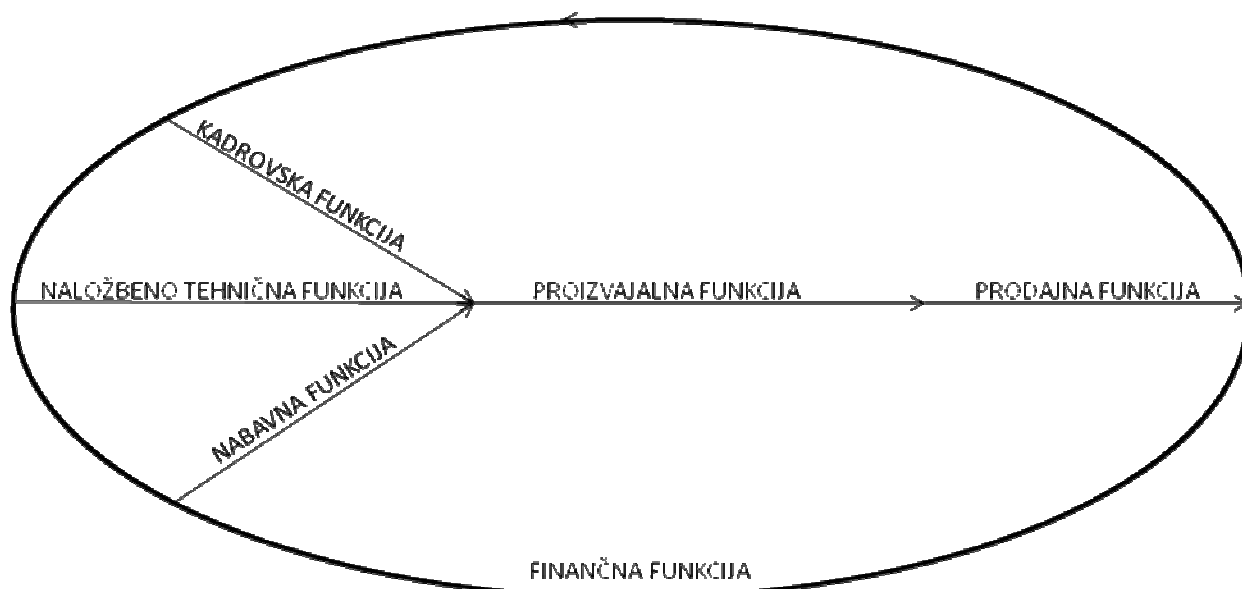 KADROVSKA FUNKCIJA
NALOŽBENO TEHNIČNA FUNKCIJA
PROIZVAJALNA FUNKCIJA
PRODAJNA FUNKCIJA
NABAVNA FUNKCIJA
FINANČNA FUNKCIJA